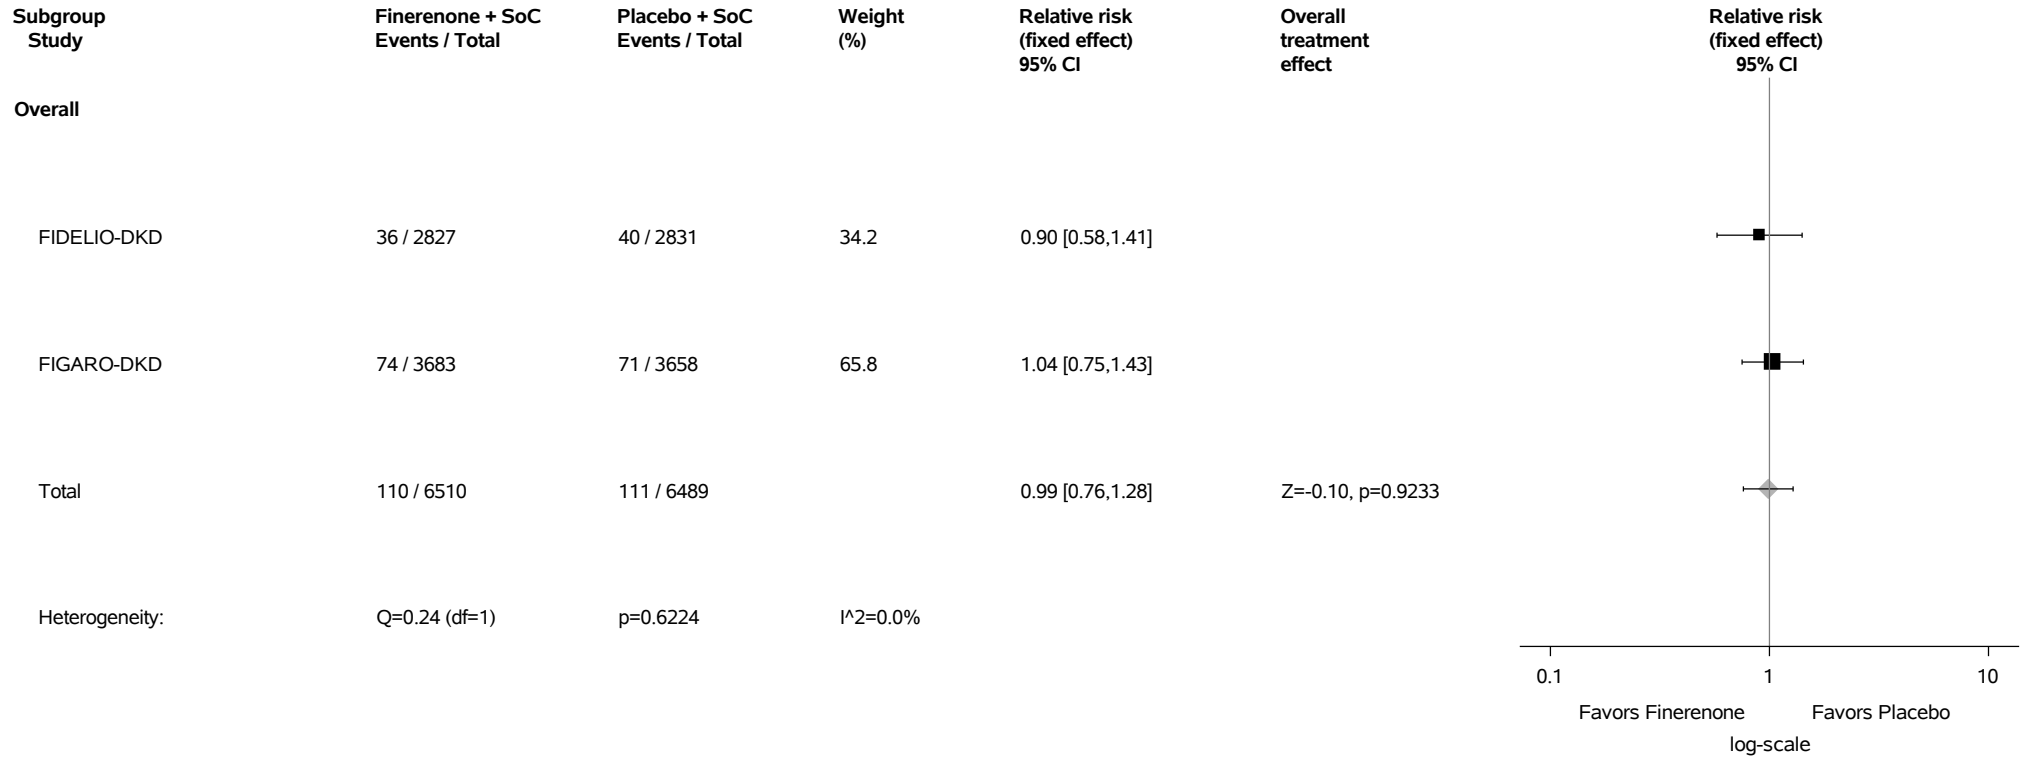 Subgroup Finerenone + SoC Placebo + SoC Weight Relative risk Overall Relative risk
Study Events / Total Events / Total (%) (fixed effect) treatment (fixed effect)
95% CI effect 95% CI
Overall
FIDELIO-DKD 36 / 2827 40 / 2831 34.2 0.90 [0.58,1.41]
FIGARO-DKD 74 / 3683 71 / 3658 65.8 1.04 [0.75,1.43]
Total 110 / 6510 111 / 6489 0.99 [0.76,1.28] Z=-0.10, p=0.9233
Heterogeneity: Q=0.24 (df=1) p=0.6224 I^2=0.0%
0.1 1 10
Favors Finerenone Favors Placebo
log-scale